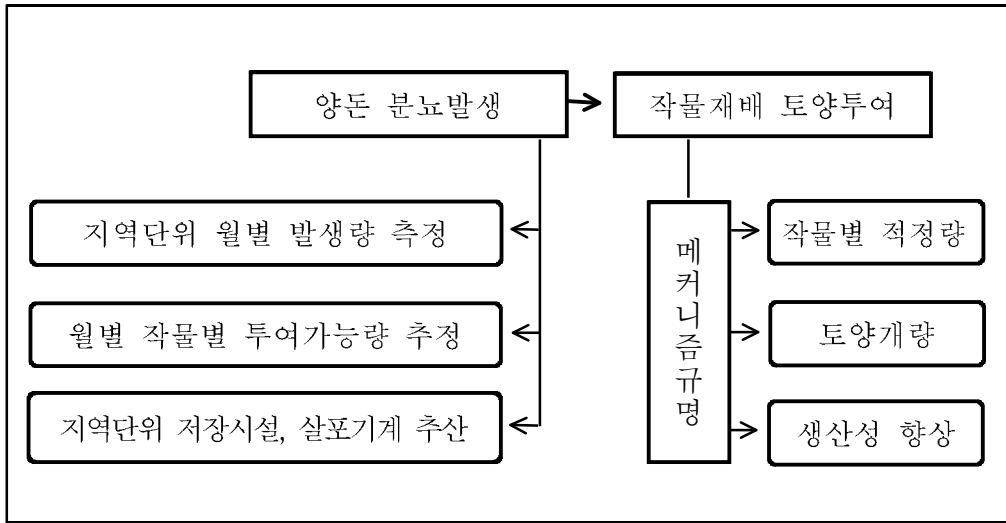 양돈 분뇨발생
작물재배 토양투여
지역단위 월별 발생량 측정
월별 작물별 투여가능량 추정
지역단위 저장시설, 살포기계 추산
메커니즘규명
작물별 적정량
토양개량
생산성 향상